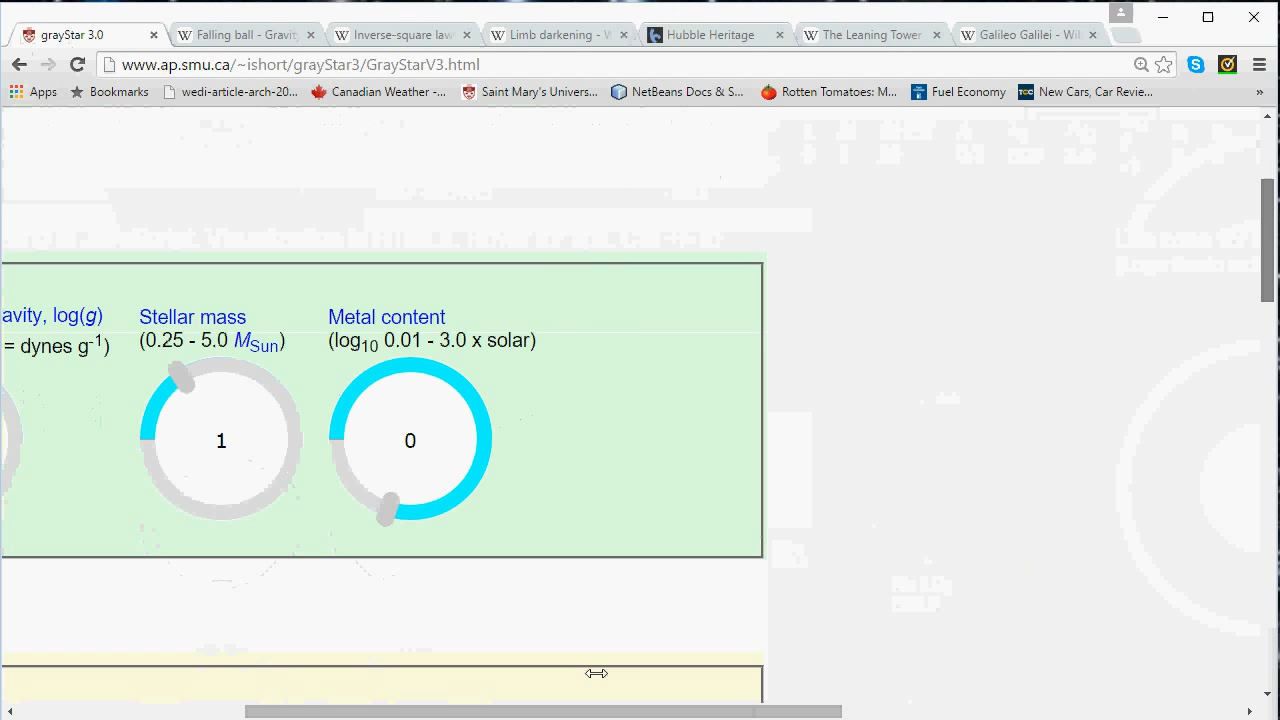 grayStar 3.0
Falling ball - Gravit
Inverse-square law
Limb darkening - W
Humble Heritage
The Leaning Tower
Galileo Galilei - Wik
www.ap.smu.ca/~ishort/grayStar3/GrayStarV3.html
Apps
Bookmarks
wedi-article-arch-20...
Canadian Weather -...
Saint Mary's Univers...
NetBeans Docs & S...
Rotten Tomatoes: M...
Fuel Economy
New Cars, Car Revie...
»
avity, log(g)
= dynes g-1)
Stellar mass
(0.25 - 5.0 MSun)
Metal content
(log10 0.01 - 3.0 x solar)
1
0